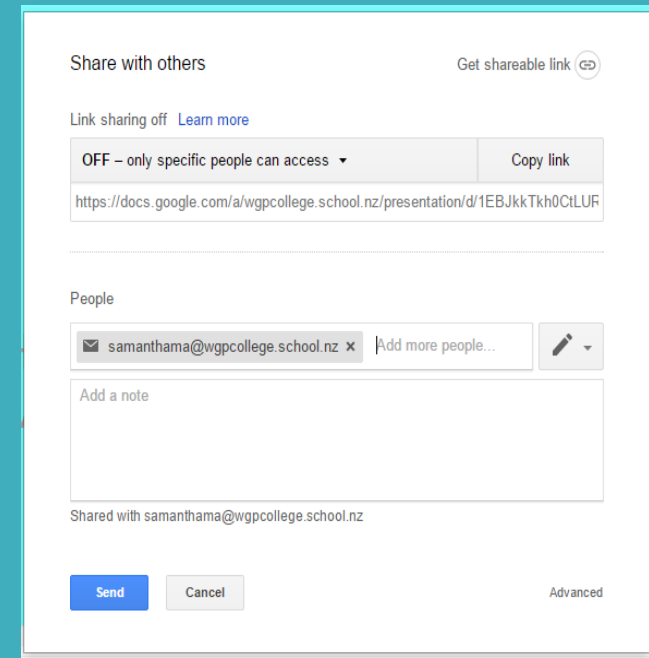 Share with others
Get shareable link
Link sharing off Learn more
OFF – only specific people can access
Copy link
https://docs.google.com/a/wgpcollege.school.nz/presentation/d/1EBJkkTkh0CtLUR
People
samanthama@wgpcollege.school.nz × Add more people...
Add a note
Shared with samanthama@wgpcollege.school.nz
Send
Cancel
Advanced